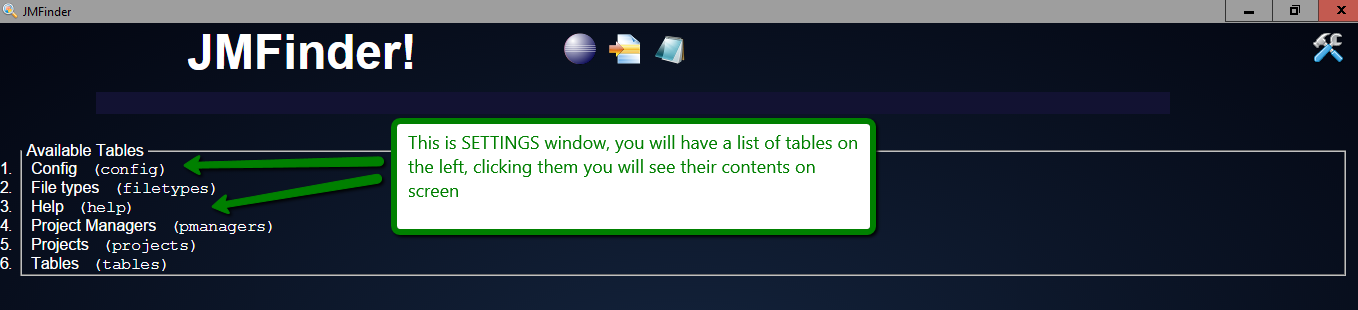 JMFinder
JMFinder!
This is SETTINGS window, you will have a list of tables on
the left, clicking them you will see their contents on
screen
Available Tables
1. Config (config)
2. File types (filetypes)
3. Help (help)
4. Project Managers (pmanagers)
5. Projects (projects)
6. Tables (tables)